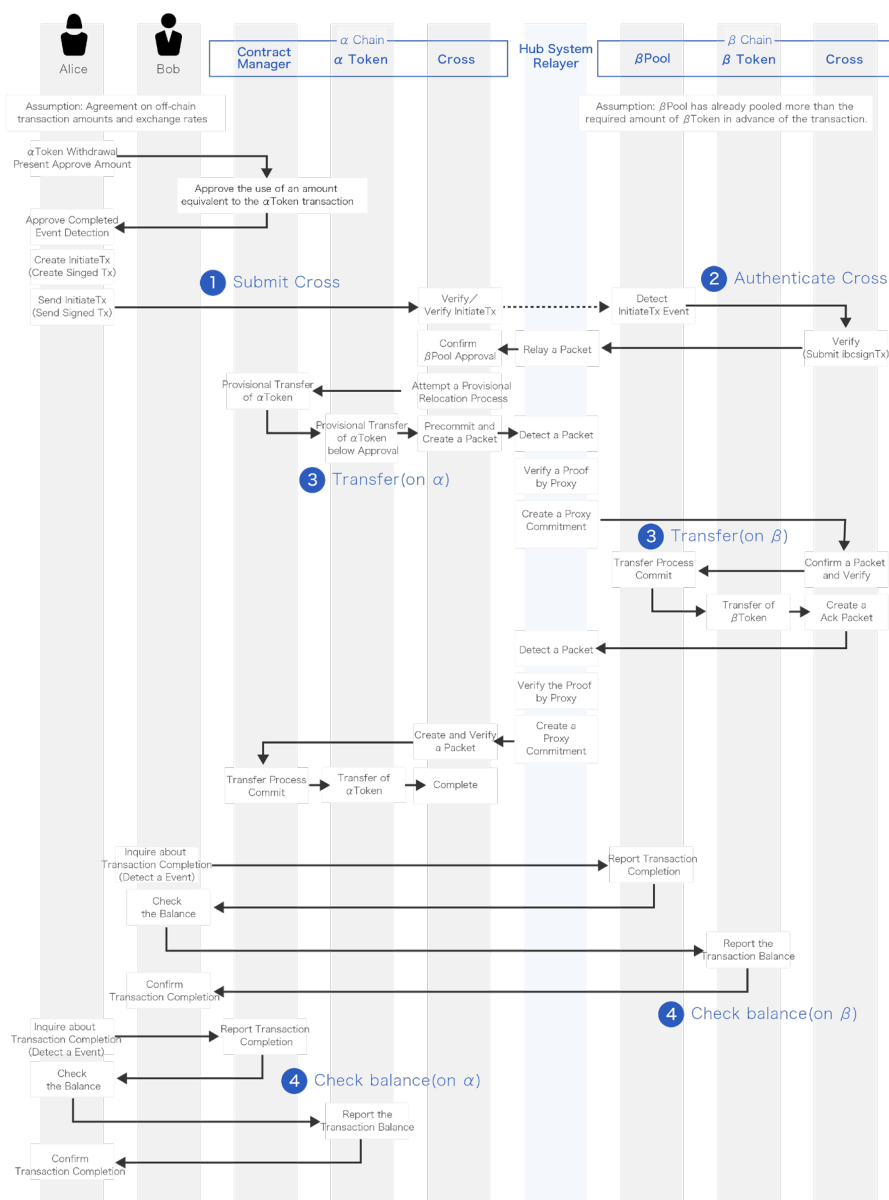 Alice
Bob
α Chain
Contract
Manager
α Token
Cross
Hub System
Relayer
β Chain
βPool
β Token
Cross
Assumption: Agreement on off-chain
transaction amounts and exchange rates
Assumption: βPool has already pooled more than the
required amount of βToken in advance of the transaction.
αToken Withdrawal
Present Approve Amount
Approve the use of an amount
equivalent to the αToken transaction
Approve Completed
Event Detection
Create InitiateTx
(Create Singed Tx)
1 Submit Cross
2 Authenticate Cross
Send InitiateTx
(Send Signed Tx)
Verify／
Verify InitiateTx
Detect
InitiateTx Event
Confirm
βPool Approval
Relay a Packet
Verify
(Submit ibcsignTx)
Provisional Transfer
of αToken
Attempt a Provisional
Relocation Process
Provisional Transfer
of αToken
below Approval
Precommit and
Create a Packet
Detect a Packet
3 Transfer(on α)
Verify a Proof
by Proxy
Create a Proxy
Commitment
3 Transfer(on β)
Transfer Process
Commit
Confirm a Packet
and Verify
Transfer of
βToken
Create a
Ack Packet
Detect a Packet
Verify the Proof
by Proxy
Create and Verify
a Packet
Create a
Proxy
Commitment
Transfer Process
Commit
Transfer of
αToken
Complete
Inquire about
Transaction Completion
(Detect a Event)
Report Transaction
Completion
Check
the Balance
Report the
Transaction Balance
Confirm
Transaction Completion
4 Check balance(on β)
Inquire about
Transaction Completion
(Detect a Event)
Report Transaction
Completion
Check
the Balance
4 Check balance(on α)
Report the
Transaction Balance
Confirm
Transaction Completion